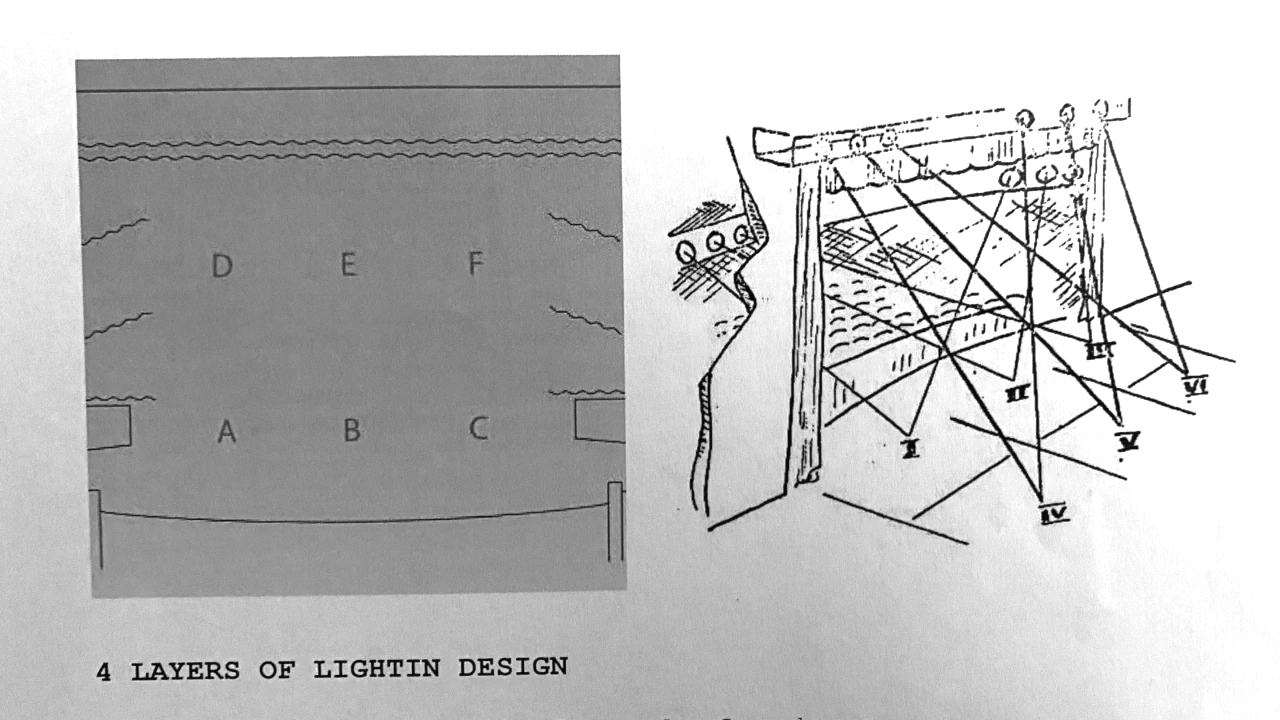 D E F
A B C
III
II
VI
I
V
IV
4 LAYERS OF LIGHTIN DESIGN